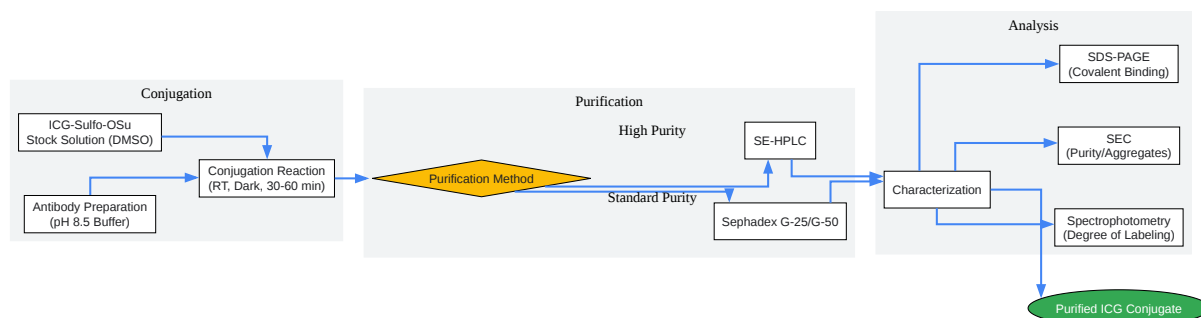 Conjugation
ICG-Sulfo-OSu
Stock Solution (DMSO)
Antibody Preparation
(pH 8.5 Buffer)
Conjugation Reaction
(RT, Dark, 30-60 min)
Purification
Purification Method
High Purity
SE-HPLC
Standard Purity
Sephadex G-25/G-50
Analysis
Characterization
SDS-PAGE
(Covalent Binding)
SEC
(Purity/Aggregates)
Spectrophotometry
(Degree of Labeling)
Purified ICG Conjugate